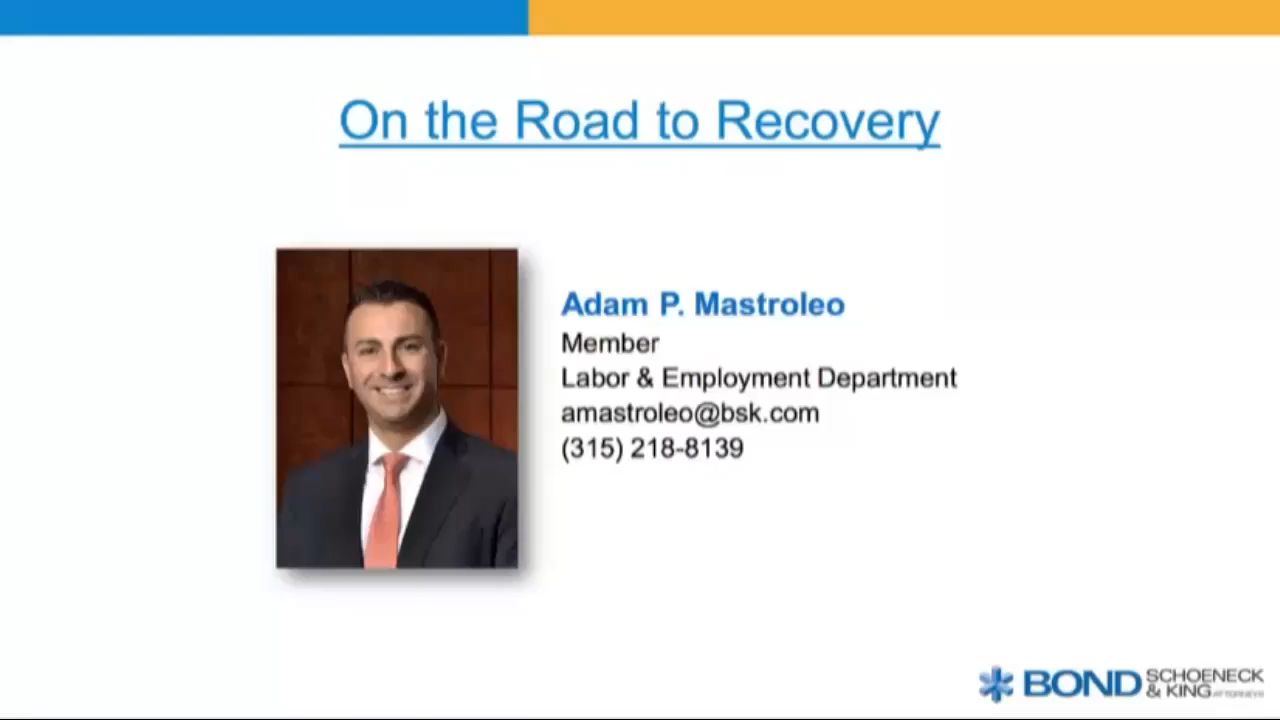 On the Road to Recovery
Adam P. Mastroleo
Member
Labor & Employment Department
amastroleo@bsk.com
(315) 218-8139
BOND SCHOENECK
& KING ATTORNEYS